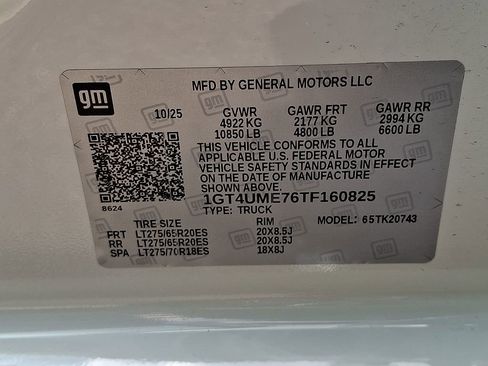 gm
MFD BY GENERAL MOTORS LLC
10/25 GVWR GAWR FRT GAWR RR
4922 KG 2177 KG 2994 KG
10850 LB 4800 LB 6600 LB
THIS VEHICLE CONFORMS TO ALL
APPLICABLE U.S. FEDERAL MOTOR
VEHICLE SAFETY STANDARDS IN EFFECT
ON THE DATE OF MANUFACTURE
SHOWN ABOVE.
8624 1GT4UME76TF160825
TYPE: TRUCK MODEL: 65TK20743
TIRE SIZE RIM
FRT LT275/65R20ES 20X8.5J
RR LT275/65R20ES 20X8.5J
SPA LT275/70R18ES 18X8J